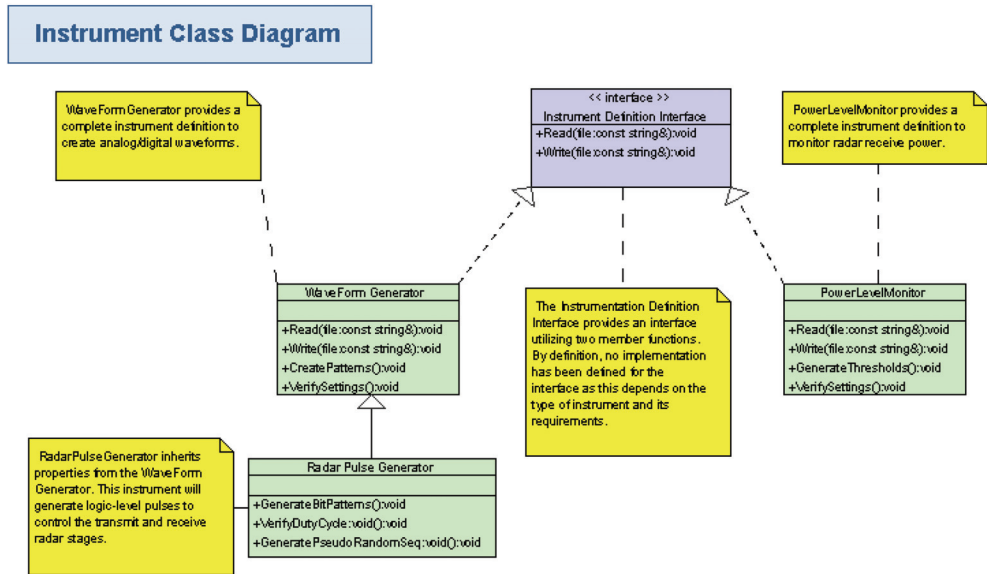 Instrument Class Diagram
WaveFormGenerator provides a
complete instrument definition to
create analog/digital waveforms.
<< interface >>
Instrument Definition Interface
+Read(file:const string&):void
+Write(file:const string&):void
PowerLevelMonitor provides a
complete instrument definition to
monitor radar receive power.
WaveForm Generator
+Read(file:const string&):void
+Write(file:const string&):void
+CreatePatterns():void
+VerifySettings():void
The Instrumentation Definition
Interface provides an interface
utilizing two member functions.
By definition, no implementation
has been defined for the
interface as this depends on the
type of instrument and its
requirements.
PowerLevelMonitor
+Read(file:const string&):void
+Write(file:const string&):void
+GenerateThresholds():void
+VerifySettings():void
RadarPulseGenerator inherits
properties from the WaveForm
Generator. This instrument will
generate logic-level pulses to
control the transmit and receive
radar stages.
Radar Pulse Generator
+GenerateBitPatterns():void
+VerifyDutyCycle:void():void
+GeneratePseudoRandomSeq:void():void